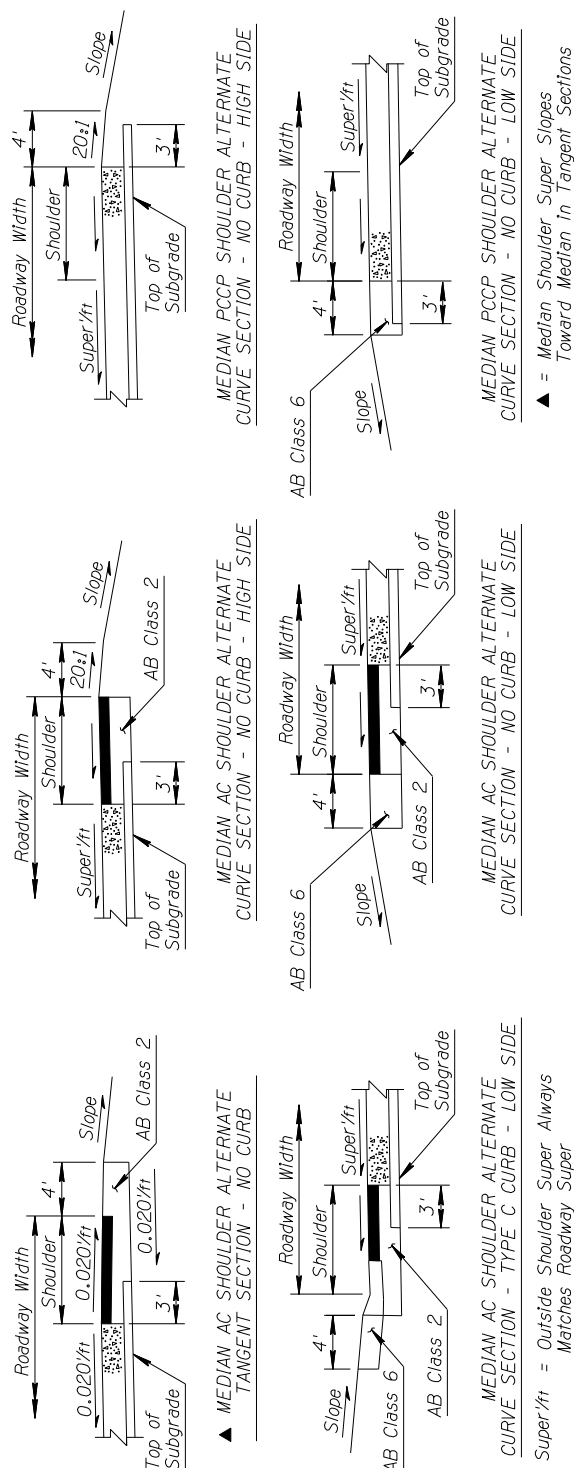 Roadway Width
Shoulder
4'
0.020'/ft
0.020'/ft
Slope
0.020'/ft
3'
AB Class 2
Top of
Subgrade
▲ MEDIAN AC SHOULDER ALTERNATE
TANGENT SECTION - NO CURB
Roadway Width
Shoulder
4'
Super'/ft
20:1
Slope
3'
AB Class 2
Top of
Subgrade
MEDIAN AC SHOULDER ALTERNATE
CURVE SECTION - NO CURB - HIGH SIDE
Roadway Width
Shoulder
4'
Super'/ft
20:1
Slope
3'
Top of
Subgrade
MEDIAN PCCP SHOULDER ALTERNATE
CURVE SECTION - NO CURB - HIGH SIDE
Roadway Width
Shoulder
4'
Super'/ft
Slope
3'
AB Class 6
AB Class 2
Top of
Subgrade
MEDIAN AC SHOULDER ALTERNATE
CURVE SECTION - TYPE C CURB - LOW SIDE
AB Class 6
Roadway Width
Shoulder
4'
Super'/ft
Slope
3'
AB Class 2
Top of
Subgrade
MEDIAN AC SHOULDER ALTERNATE
CURVE SECTION - NO CURB - LOW SIDE
AB Class 6
Roadway Width
Shoulder
4'
Super'/ft
Slope
3'
Top of
Subgrade
MEDIAN PCCP SHOULDER ALTERNATE
CURVE SECTION - NO CURB - LOW SIDE
Super'/ft = Outside Shoulder Super Always
Matches Roadway Super
▲ = Median Shoulder Super Slopes
Toward Median in Tangent Sections